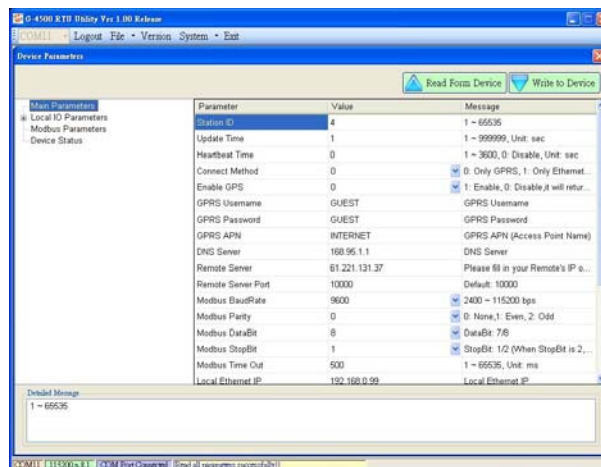 G-4500 RTU Utility Ver 1.00 Release
COM11 Logout File Version System Exit
Device Parameters
Read Form Device Write to Device
Main Parameters
Local IO Parameters
Modbus Parameters
Device Status
Parameter Value Message
Station ID 4 1 ~ 65535
Update Time 1 1 ~ 999999, Unit: sec
Heartbeat Time 0 1 ~ 3600, 0: Disable, Unit: sec
Connect Method 0 0: Only GPRS, 1: Only Ethernet...
Enable GPS 0 1: Enable, 0: Disable,it will retur...
GPRS Username GUEST GPRS Username
GPRS Password GUEST GPRS Password
GPRS APN INTERNET GPRS APN (Access Point Name)
DNS Server 168.95.1.1 DNS Server
Remote Server 61.221.131.37 Please fill in your Remote's IP o...
Remote Server Port 10000 Default: 10000
Modbus BaudRate 9600 2400 ~ 115200 bps
Modbus Parity 0 0: None,1: Even, 2: Odd
Modbus DataBit 8 DataBit: 7/8
Modbus StopBit 1 StopBit: 1/2 (When StopBit is 2,...
Modbus Time Out 500 1 ~ 65535, Unit: ms
Local Ethernet IP 192.168.0.99 Local Ethernet IP
Detailed Message
1 ~ 65535
COM11 115200,n,8,1 COM Port Connected Read all parameters successfully!!